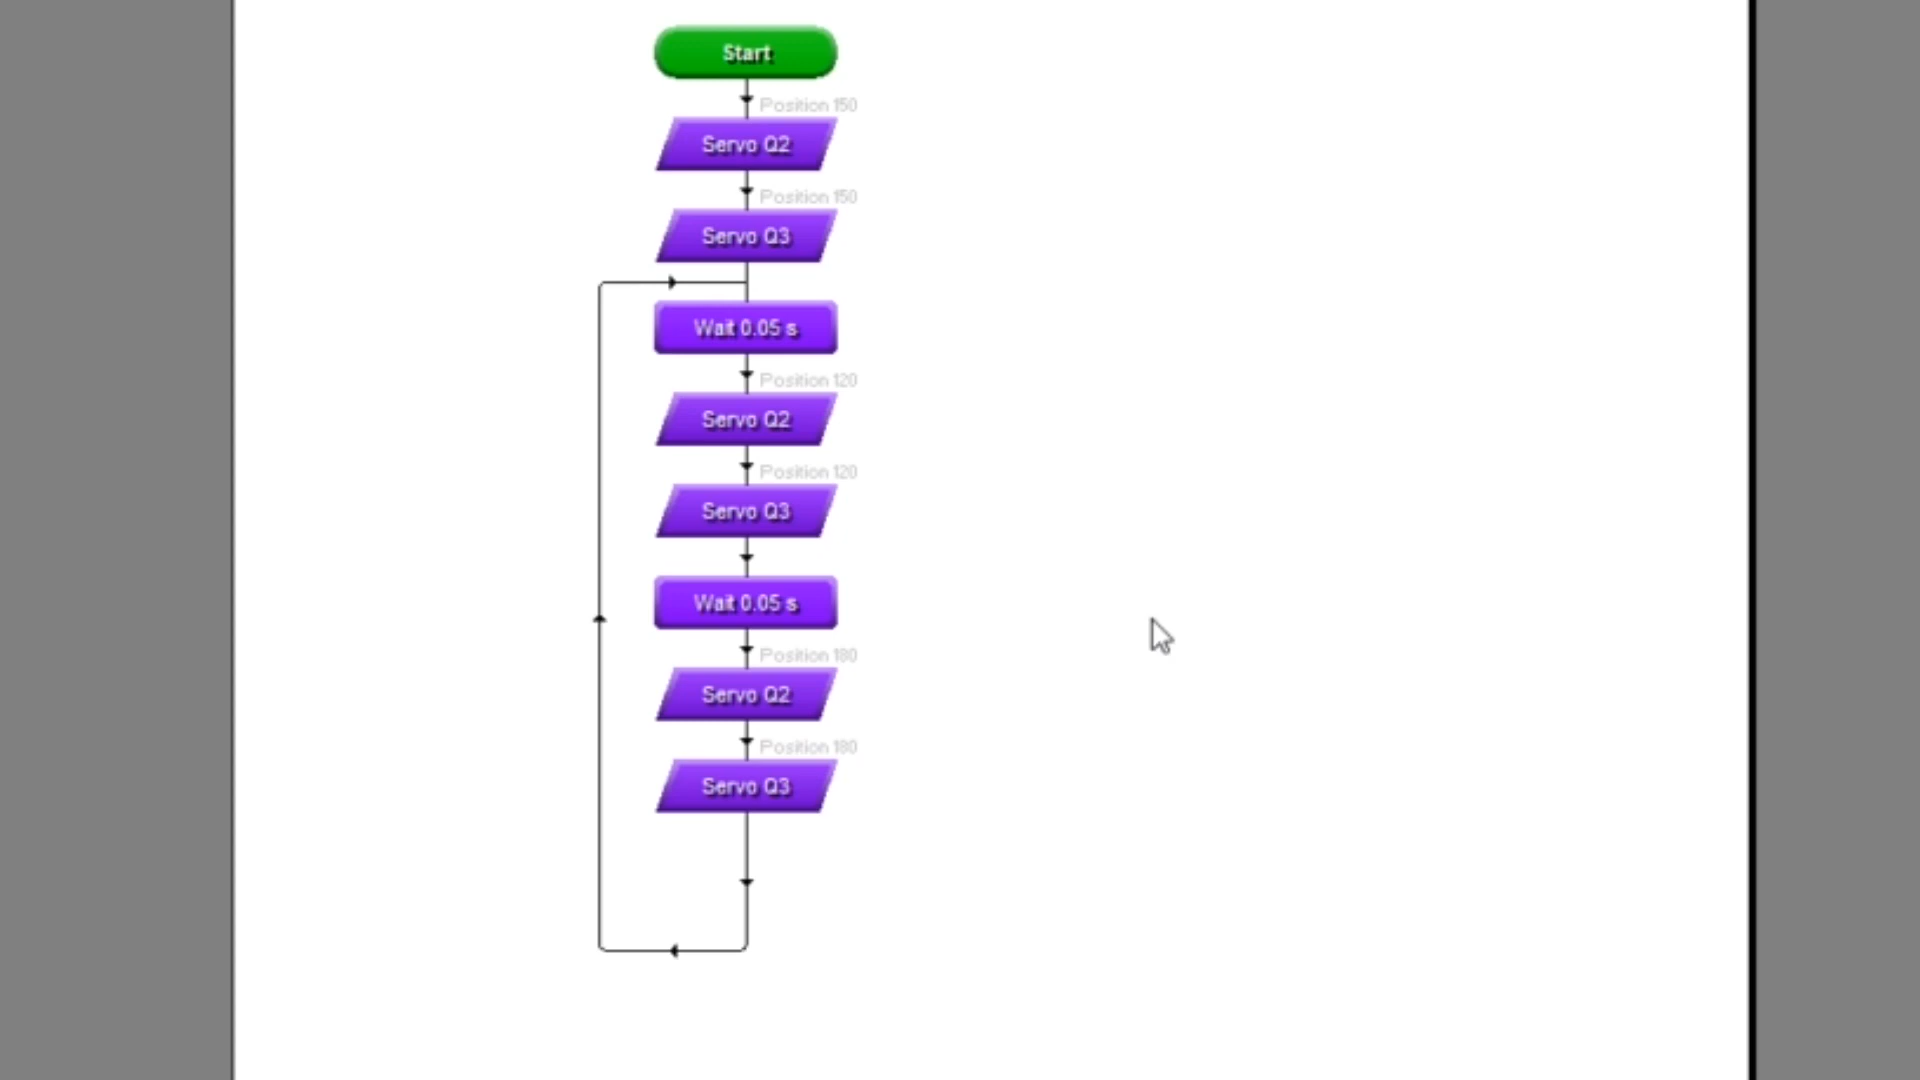 Start
Position 150
Servo Q2
Position 150
Servo Q3
Wait 0.05 s
Position 120
Servo Q2
Position 120
Servo Q3
Wait 0.05 s
Position 180
Servo Q2
Position 180
Servo Q3